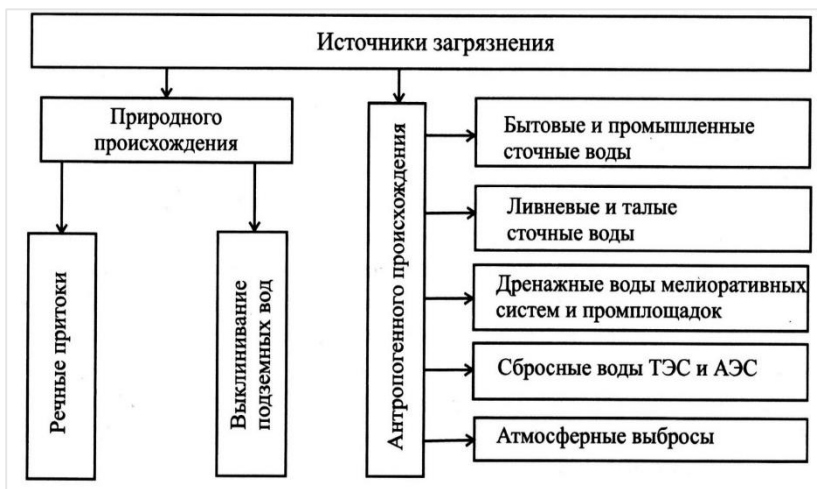 Источники загрязнения
Природного
происхождения
Речные притоки
Выклинивание
подземных вод
Антропогенного происхождения
Бытовые и промышленные
сточные воды
Ливневые и талые
сточные воды
Дренажные воды мелиоративных
систем и промплощадок
Сбросные воды ТЭС и АЭС
Атмосферные выбросы